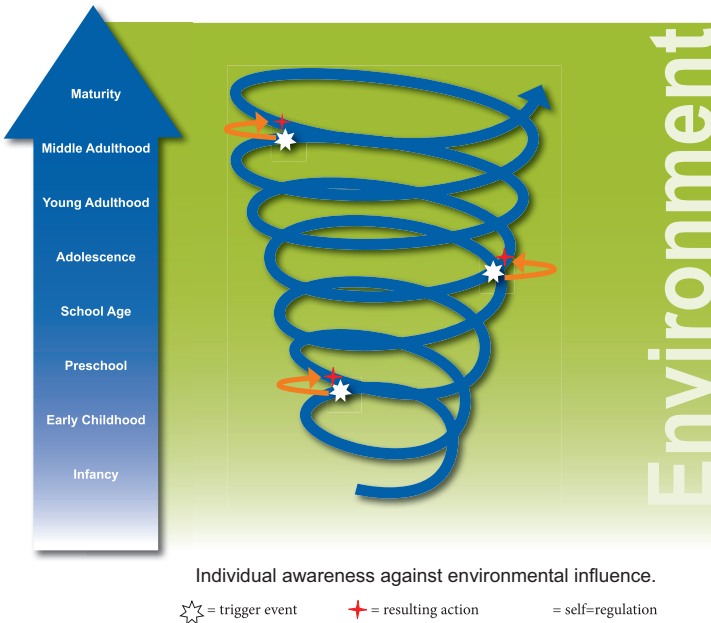 Maturity
Middle Adulthood
Young Adulthood
Adolescence
School Age
Preschool
Early Childhood
Infancy
Environment
Individual awareness against environmental influence.
= trigger event = resulting action = self=regulation